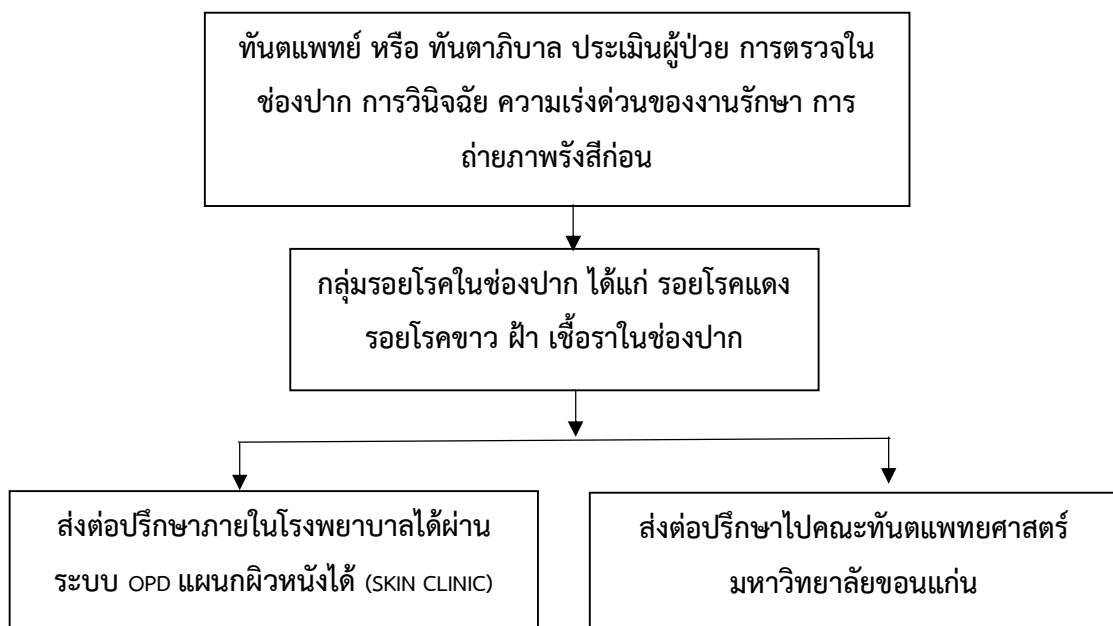 ทันตแพทย์ หรือ ทันตาภิบาล ประเมินผู้ป่วย การตรวจใน
ช่องปาก การวินิจฉัย ความเร่งด่วนของงานรักษา การ
ถ่ายภาพรังสีก่อน
กลุ่มรอยโรคในช่องปาก ได้แก่ รอยโรคแดง
รอยโรคขาว ฝ้า เชื้อราในช่องปาก
ส่งต่อปรึกษาภายในโรงพยาบาลได้ผ่าน
ระบบ OPD แผนกผิวหนังได้ (SKIN CLINIC)
ส่งต่อปรึกษาไปคณะทันตแพทยศาสตร์
มหาวิทยาลัยขอนแก่น